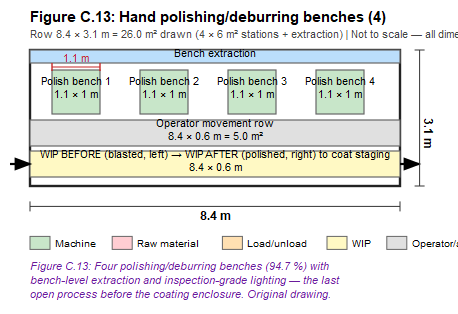 Figure C.13: Hand polishing/deburring benches (4)
Row 8.4 × 3.1 m = 26.0 m² drawn (4 × 6 m² stations + extraction) | Not to scale — all dime
Bench extraction
1.1 m
Polish bench 1 Polish bench 2 Polish bench 3 Polish bench 4
1.1 × 1 m 1.1 × 1 m 1.1 × 1 m 1.1 × 1 m
Operator movement row
8.4 × 0.6 m = 5.0 m²
WIP BEFORE (blasted, left) → WIP AFTER (polished, right) to coat staging
8.4 × 0.6 m
3.1 m
8.4 m
Machine Raw material Load/unload WIP Operator/a
Figure C.13: Four polishing/deburring benches (94.7 %) with
bench-level extraction and inspection-grade lighting — the last
open process before the coating enclosure. Original drawing.